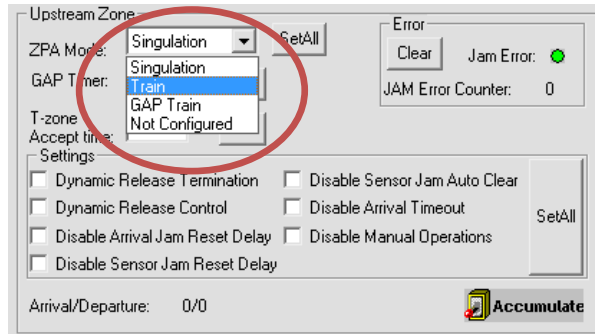 Upstream Zone
Error
ZPA Mode: Singulation SetAll
Clear Jam Error:
Singulation
Train
GAP Train
Not Configured
GAP Timer:
JAM Error Counter: 0
T-zone
Accept time:
Settings
Dynamic Release Termination Disable Sensor Jam Auto Clear
Dynamic Release Control Disable Arrival Timeout
SetAll
Disable Arrival Jam Reset Delay Disable Manual Operations
Disable Sensor Jam Reset Delay
Arrival/Departure: 0/0 Accumulate